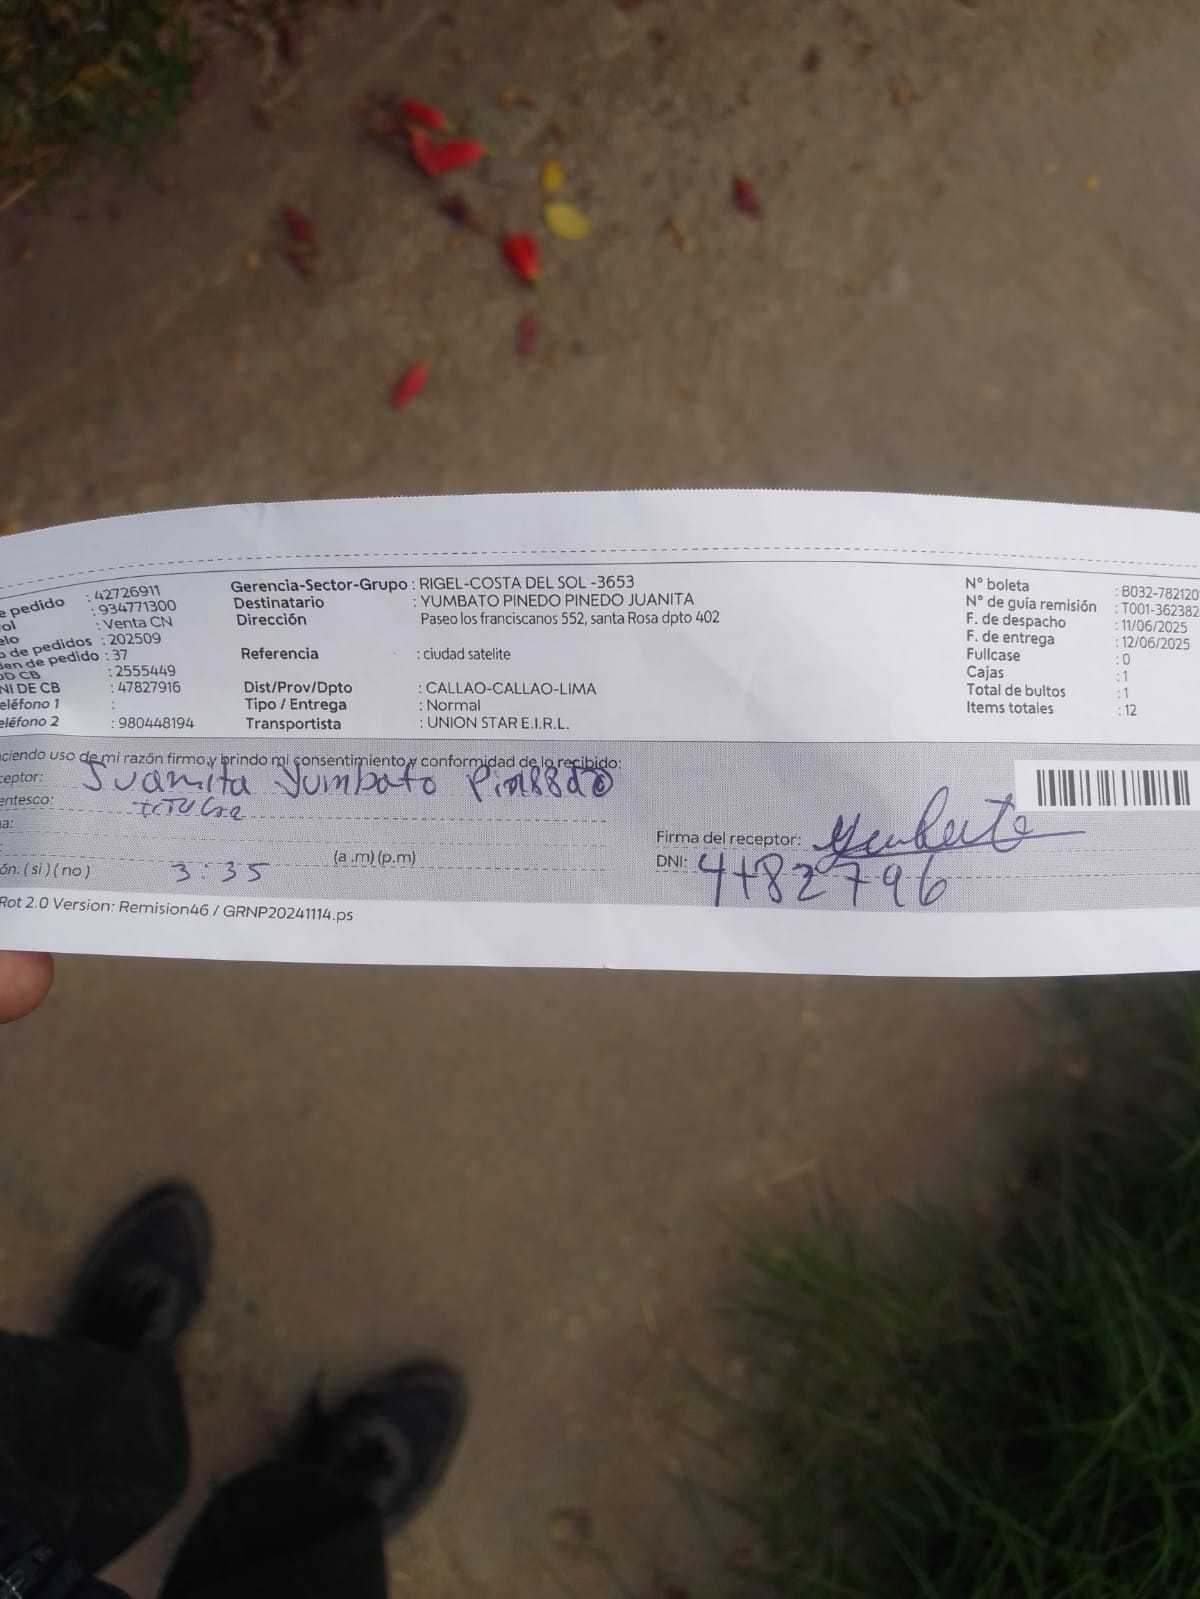 e pedido : 42726911
ol : 934771300
elo : Venta CN
o de pedidos : 202509
den de pedido : 37
OD CB : 2555449
NI DE CB : 47827916
eléfono 1 :
eléfono 2 : 980448194
Gerencia-Sector-Grupo : RIGEL-COSTA DEL SOL -3653
Destinatario : YUMBATO PINEDO PINEDO JUANITA
Dirección Paseo los franciscanos 552, santa Rosa dpto 402
Referencia : ciudad satelite
Dist/Prov/Dpto : CALLAO-CALLAO-LIMA
Tipo / Entrega : Normal
Transportista : UNION STAR E.I.R.L.
N° boleta : B032-782120
N° de guía remisión : T001-362382
F. de despacho : 11/06/2025
F. de entrega : 12/06/2025
Fullcase : 0
Cajas : 1
Total de bultos : 1
Items totales : 12
ciendo uso de mi razón firmo,y brindo mi consentimiento y conformidad de lo recibido:
ceptor: Juanita Yumbato
entesco: titular
a:
:
(a .m) (p.m)
ón: ( si ) ( no ) 3:35
Firma del receptor: Yumbato
DNI: 4782796
Rot 2.0 Version: Remision46 / GRNP20241114.ps